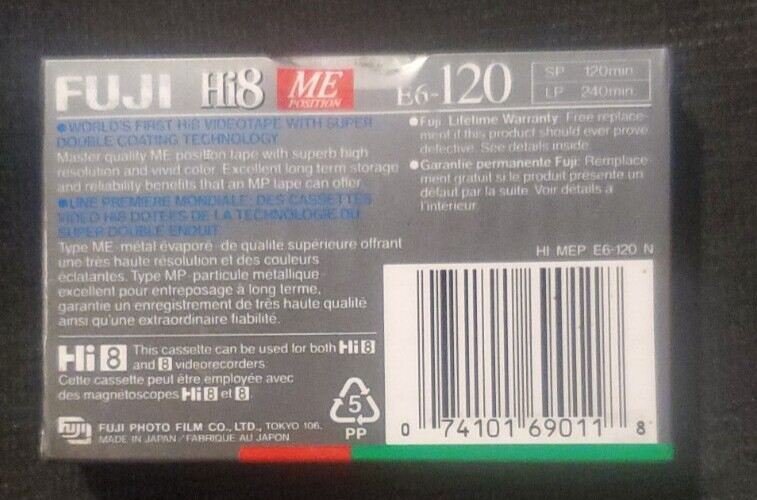 FUJI Hi8 ME POSITION E6-120 SP 120min LP 240min
●WORLD'S FIRST Hi8 VIDEOTAPE WITH SUPER
DOUBLE COATING TECHNOLOGY
Master quality ME position tape with superb high
resolution and vivid color. Excellent long term storage
and reliability benefits that an MP tape can offer.
●UNE PREMIERE MONDIALE: DES CASSETTES
VIDEO Hi8 DOTEES DE LA TECHNOLOGIE DU
SUPER DOUBLE ENDUIT
Type ME-métal évaporé-de qualité supérieure offrant
une très haute résolution et des couleurs
éclatantes. Type MP-particule métallique-
excellent pour entreposage à long terme,
garantie un enregistrement de très haute qualité
ainsi qu'une extraordinaire fiabilité.
●Fuji Lifetime Warranty: Free replace-
ment if this product should ever prove
defective. See details inside.
●Garantie permanente Fuji: Remplace-
ment gratuit si le produit présente un
défaut par la suite. Voir détails à
l'intérieur.
HI MEP E6-120 N
Hi8 This cassette can be used for both Hi8
and 8 videorecorders.
Cette cassette peut être employée avec
des magnétoscopes Hi8 et 8.
5
PP
FUJI FUJI PHOTO FILM CO., LTD., TOKYO 106,
MADE IN JAPAN/FABRIQUÉ AU JAPON
0 74101 69011 8